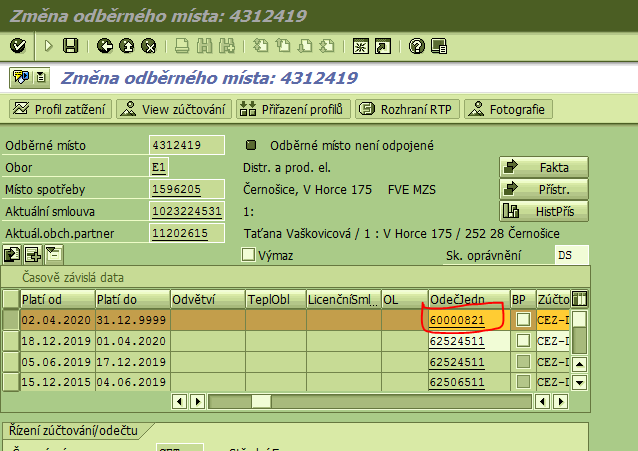 Změna odběrného místa: 4312419
Změna odběrného místa: 4312419
Profil zatížení View zúčtování Přiřazení profilů Rozhraní RTP Fotografie
Odběrné místo 4312419 Odběrné místo není odpojené
Obor E1 Distr. a prod. el. Fakta
Místo spotřeby 1596205 Černošice, V Horce 175 FVE MZS Přístr.
Aktuální smlouva 1023224531 1: HistPřís
Aktuál.obch.partner 11202615 Taťana Vaškovicová / 1 : V Horce 175 / 252 28 Černošice
Výmaz Sk. oprávnění DS
Časově závislá data
Platí od Platí do Odvětví TeplObl LicenčníSml... OL OdečJedn. BP Zúčto
02.04.2020 31.12.9999 60000821 CEZ-D
18.12.2019 01.04.2020 62524511 CEZ-D
05.06.2019 17.12.2019 62524511 CEZ-D
15.12.2015 04.06.2019 62506511 CEZ-D
Řízení zúčtování/odečtu